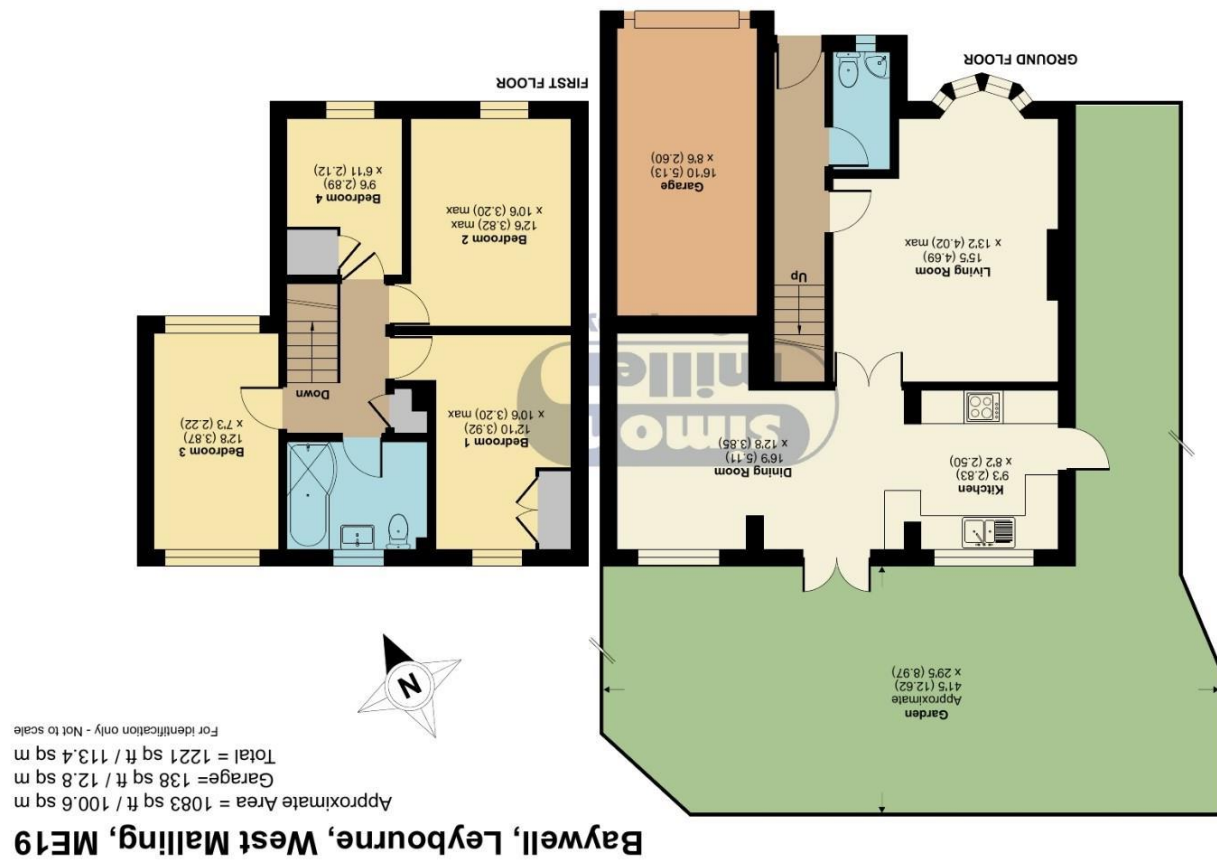 Baywell, Leybourne, West Malling, ME19
Approximate Area = 1083 sq ft / 100.6 sq m
Garage= 138 sq ft / 12.8 sq m
Total = 1221 sq ft / 113.4 sq m
For identification only - Not to scale
N
Garden
Approximate
41'5 (12.62)
x 29'5 (8.97)
Kitchen
9'3 (2.83)
x 8'2 (2.50)
Dining Room
16'9 (5.11)
x 12'8 (3.85)
simon
miller
Living Room
15'5 (4.69)
x 13'2 (4.02) max
Up
Garage
16'10 (5.13)
x 8'6 (2.60)
GROUND FLOOR
Bedroom 1
12'10 (3.92)
x 10'6 (3.20) max
Bedroom 3
12'8 (3.87)
x 7'3 (2.22)
Down
Bedroom 2
12'6 (3.82) max
x 10'6 (3.20) max
Bedroom 4
9'6 (2.89)
x 6'11 (2.12)
FIRST FLOOR